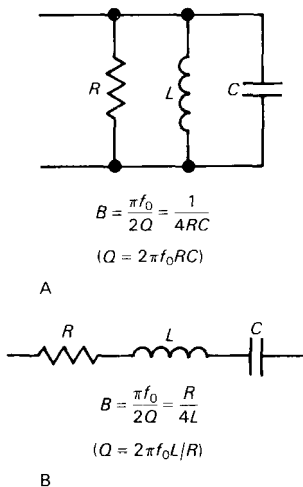 R
L
C
B = πf₀/2Q = 1/4RC
(Q = 2πf₀RC)
A
R
L
C
B = πf₀/2Q = R/4L
(Q = 2πf₀L/R)
B